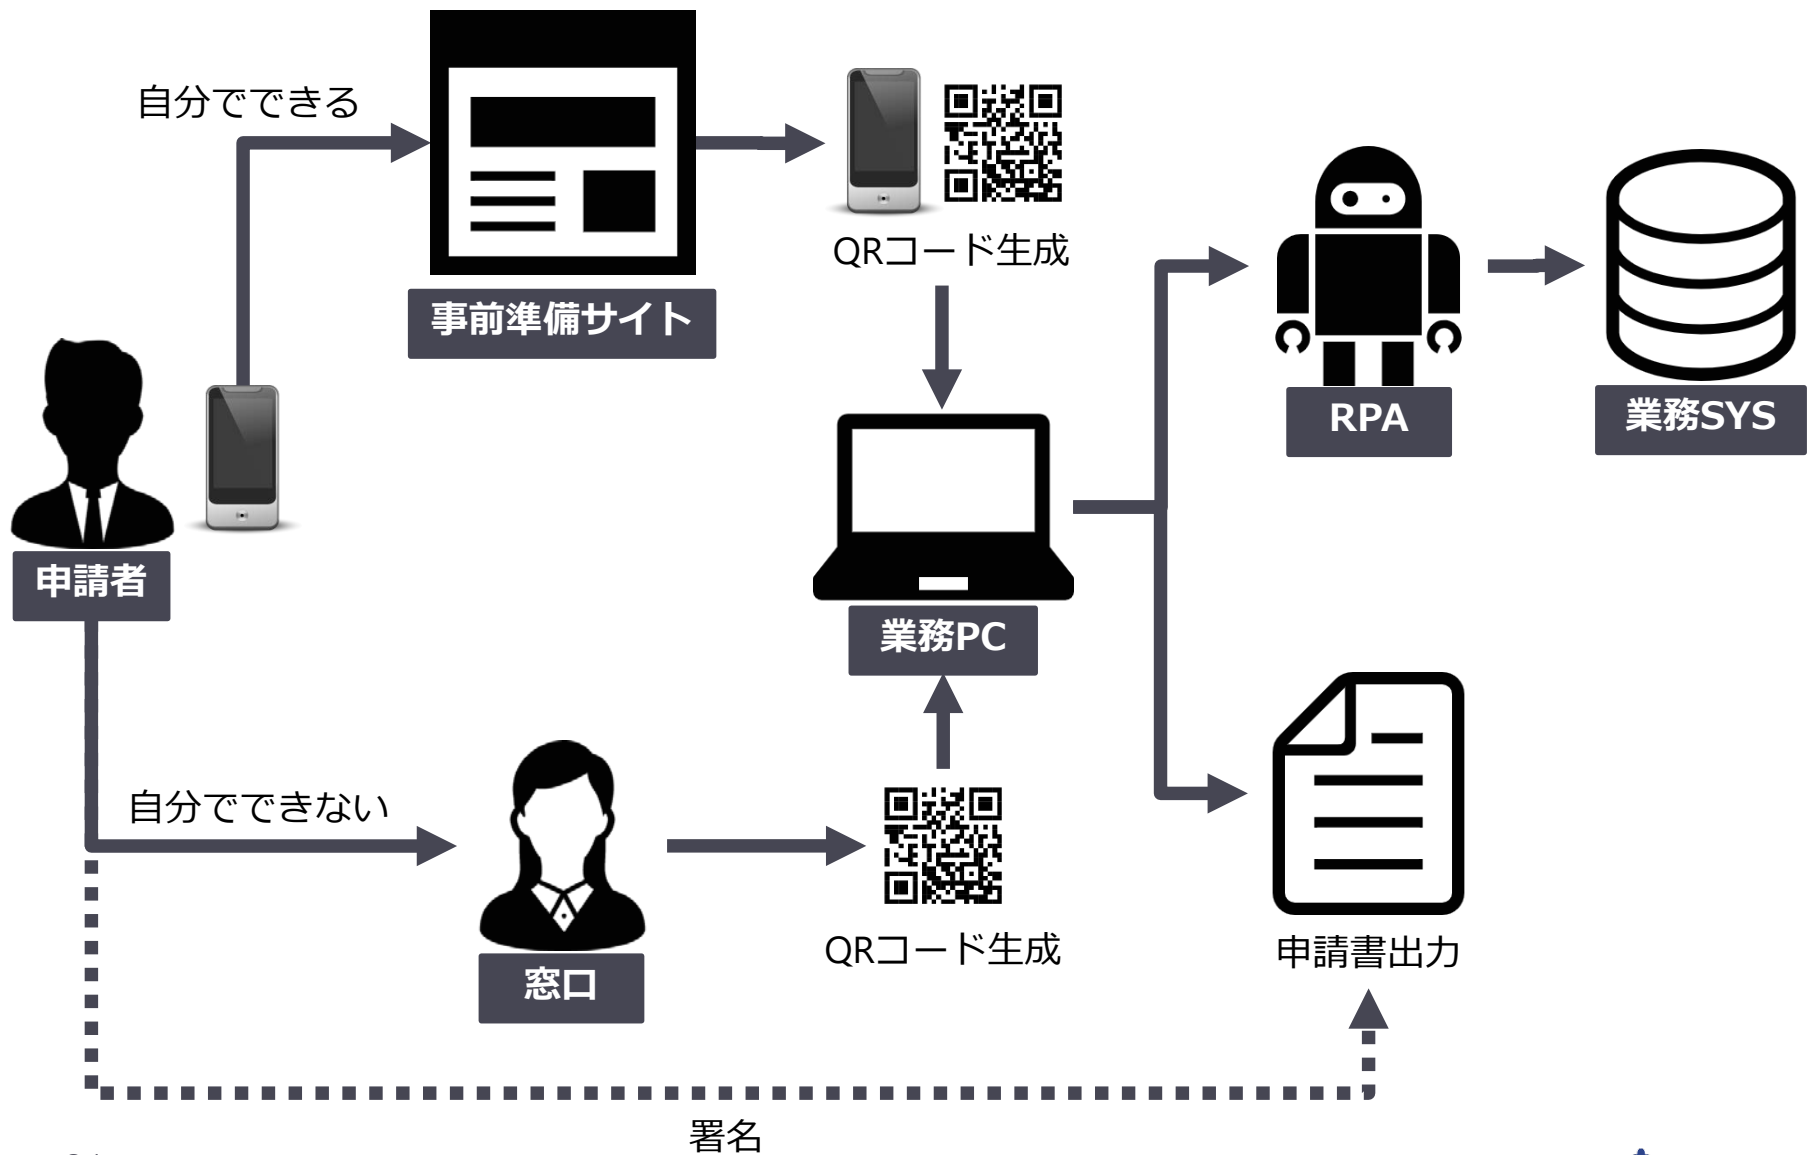 自分でできる
QRコード生成
事前準備サイト
RPA
業務SYS
申請者
業務PC
自分でできない
QRコード生成
申請書出力
窓口
署名